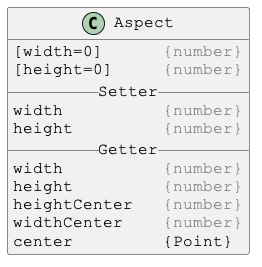 C Aspect
[width=0] {number}
[height=0] {number}
Setter
width {number}
height {number}
Getter
width {number}
height {number}
heightCenter {number}
widthCenter {number}
center {Point}